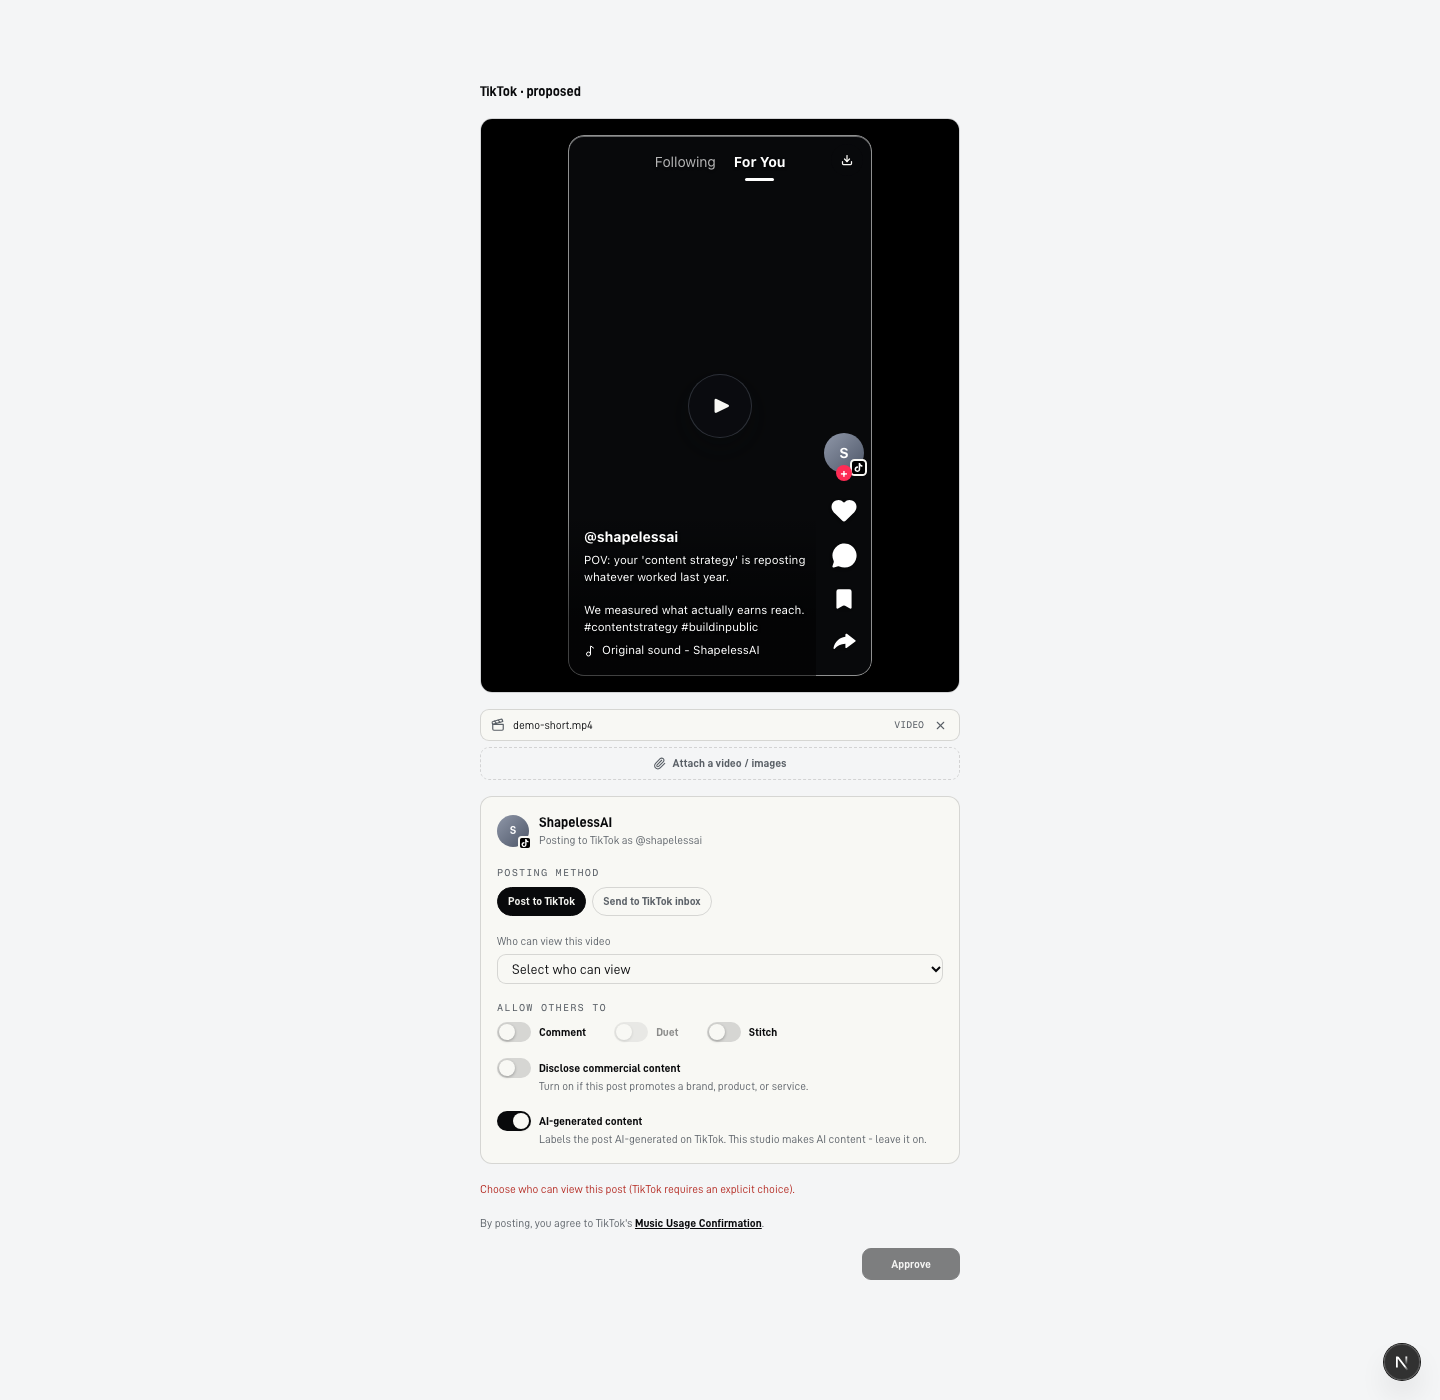 TikTok · proposed
Following For You
S
@shapelessai
POV: your 'content strategy' is reposting
whatever worked last year.
We measured what actually earns reach.
#contentstrategy #buildinpublic
Original sound - ShapelessAI
demo-short.mp4 VIDEO
Attach a video / images
S
ShapelessAI
Posting to TikTok as @shapelessai
POSTING METHOD
Post to TikTok Send to TikTok inbox
Who can view this video
Select who can view
ALLOW OTHERS TO
Comment Duet Stitch
Disclose commercial content
Turn on if this post promotes a brand, product, or service.
AI-generated content
Labels the post AI-generated on TikTok. This studio makes AI content - leave it on.
Choose who can view this post (TikTok requires an explicit choice).
By posting, you agree to TikTok's Music Usage Confirmation.
Approve
N